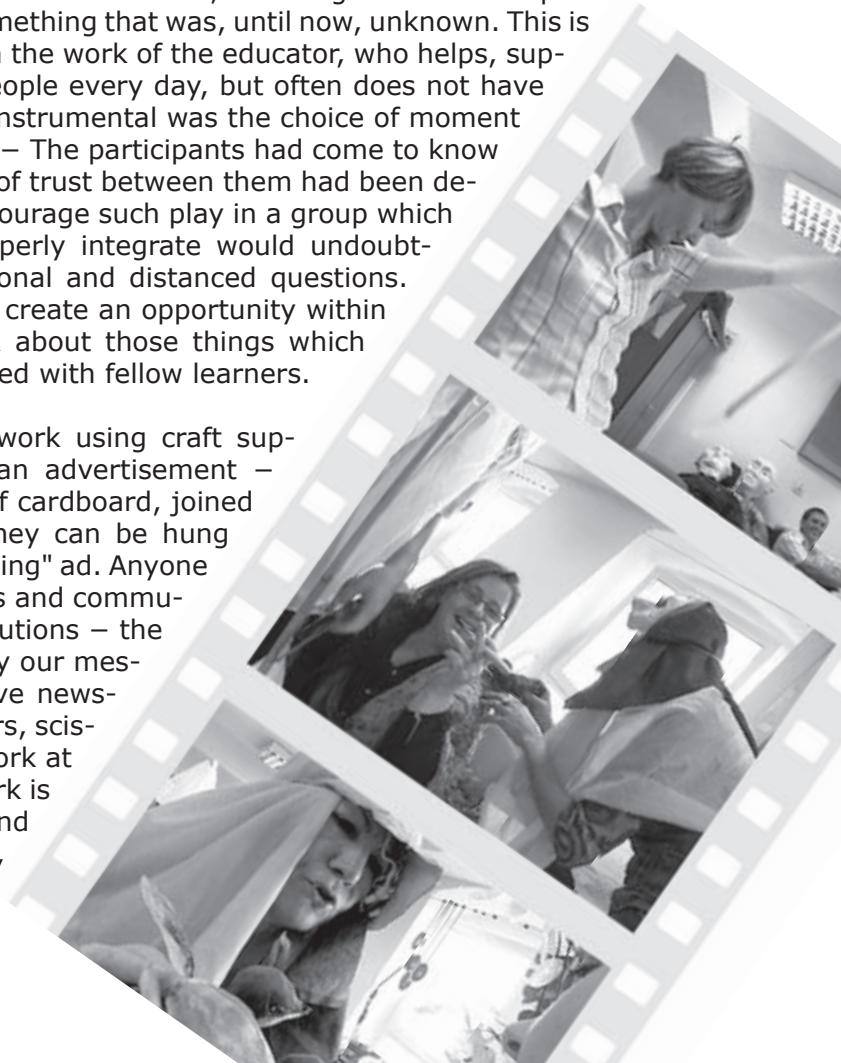 mething that was, until now, unknown. This is
the work of the educator, who helps, sup-
eople every day, but often does not have
nstrumental was the choice of moment
– The participants had come to know
of trust between them had been de-
ourage such play in a group which
perly integrate would undoubt-
onal and distanced questions.
create an opportunity within
about those things which
ed with fellow learners.
work using craft sup-
an advertisement –
f cardboard, joined
hey can be hung
ing" ad. Anyone
s and commu-
utions – the
y our mes-
ve news-
rs, scis-
ork at
rk is
nd